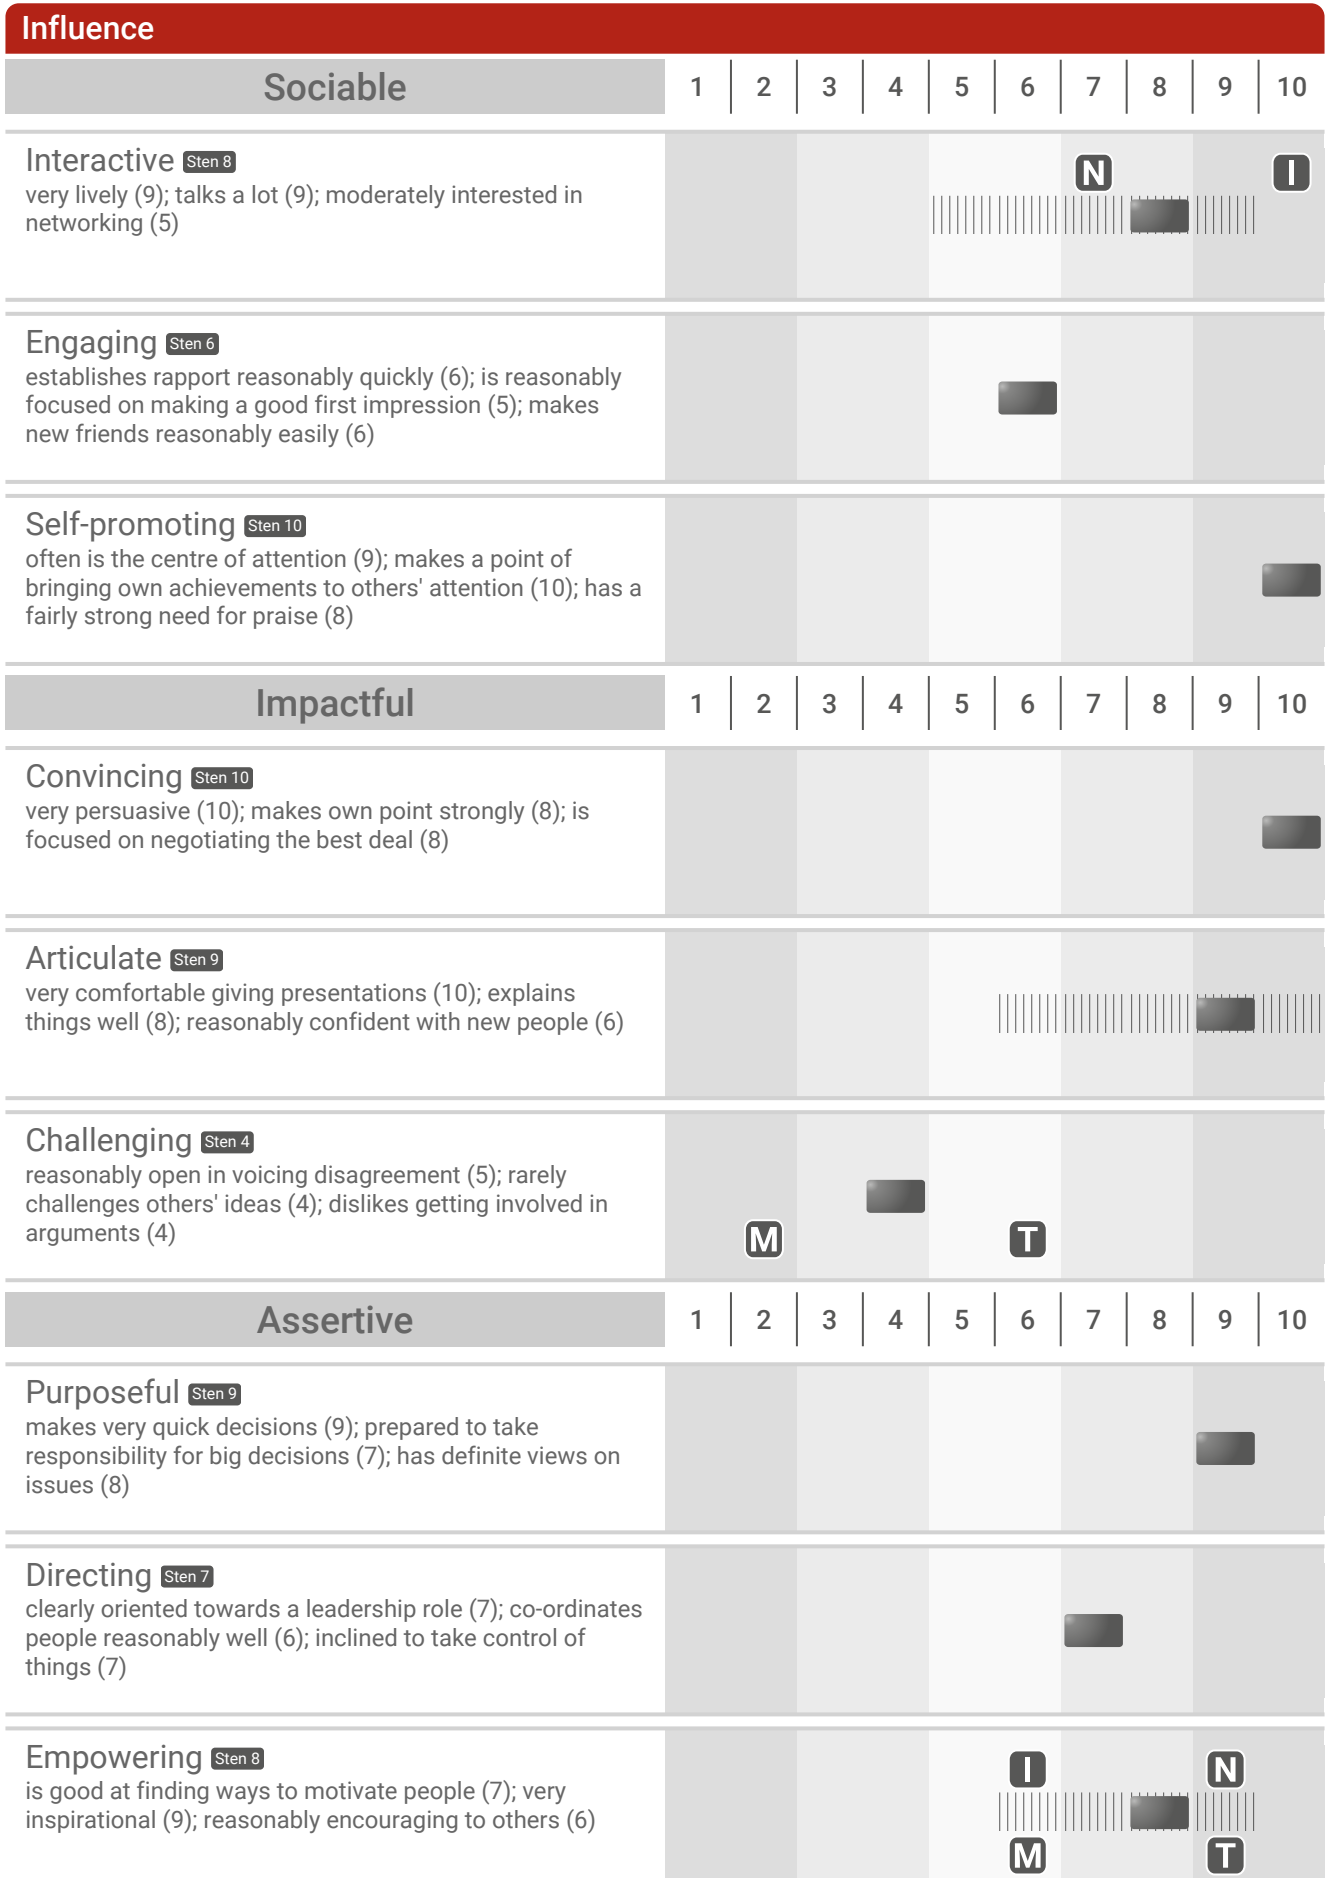 Influence
Sociable 1 2 3 4 5 6 7 8 9 10
Interactive Sten 8
very lively (9); talks a lot (9); moderately interested in
networking (5)
N I
Engaging Sten 6
establishes rapport reasonably quickly (6); is reasonably
focused on making a good first impression (5); makes
new friends reasonably easily (6)
Self-promoting Sten 10
often is the centre of attention (9); makes a point of
bringing own achievements to others' attention (10); has a
fairly strong need for praise (8)
Impactful 1 2 3 4 5 6 7 8 9 10
Convincing Sten 10
very persuasive (10); makes own point strongly (8); is
focused on negotiating the best deal (8)
Articulate Sten 9
very comfortable giving presentations (10); explains
things well (8); reasonably confident with new people (6)
Challenging Sten 4
reasonably open in voicing disagreement (5); rarely
challenges others' ideas (4); dislikes getting involved in
arguments (4)
M T
Assertive 1 2 3 4 5 6 7 8 9 10
Purposeful Sten 9
makes very quick decisions (9); prepared to take
responsibility for big decisions (7); has definite views on
issues (8)
Directing Sten 7
clearly oriented towards a leadership role (7); co-ordinates
people reasonably well (6); inclined to take control of
things (7)
Empowering Sten 8
is good at finding ways to motivate people (7); very
inspirational (9); reasonably encouraging to others (6)
I N
M T